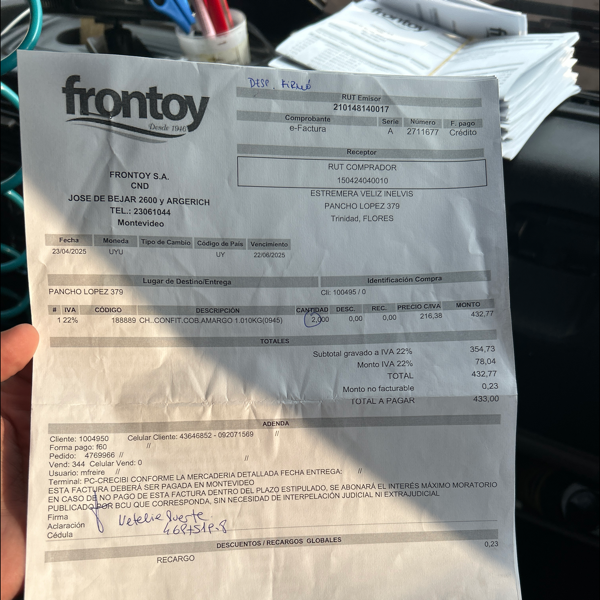 frontoy
DESP.
frontoy
Desde 1946
RUT Emisor
210148140017
Comprobante Serie Número F. pago
e-Factura A 2711677 Crédito
Receptor
RUT COMPRADOR
150424040010
ESTREMERA VELIZ INELVIS
PANCHO LOPEZ 379
Trinidad, FLORES
FRONTOY S.A.
CND
JOSE DE BEJAR 2600 y ARGERICH
TEL.: 23061044
Montevideo
Fecha Moneda Tipo de Cambio Código de País Vencimiento
23/04/2025 UYU UY 22/06/2025
Lugar de Destino/Entrega Identificación Compra
PANCHO LOPEZ 379 Cli: 100495 / 0
# IVA CÓDIGO DESCRIPCIÓN CANTIDAD DESC. REC. PRECIO C/IVA MONTO
1 22% 188889 CH..CONFIT.COB.AMARGO 1.010KG(0945) 2,000 0,00 0,00 216,38 432,77
TOTALES
Subtotal gravado a IVA 22% 354,73
Monto IVA 22% 78,04
TOTAL 432,77
Monto no facturable 0,23
TOTAL A PAGAR 433,00
ADENDA
Cliente: 1004950 Celular Cliente: 43646852 - 092071569 //
Forma pago: f60 //
Pedido: 4769966 // //
Vend: 344 Celular Vend: 0
Usuario: mfreire //
Terminal: PC-CRECIBI CONFORME LA MERCADERIA DETALLADA FECHA ENTREGA: //
ESTA FACTURA DEBERÁ SER PAGADA EN MONTEVIDEO
EN CASO DE NO PAGO DE ESTA FACTURA DENTRO DEL PLAZO ESTIPULADO, SE ABONARÁ EL INTERÉS MÁXIMO MORATORIO
PUBLICADO POR BCU QUE CORRESPONDA, SIN NECESIDAD DE INTERPELACIÓN JUDICIAL NI EXTRAJUDICIAL
Firma
Aclaración
Cédula
DESCUENTOS / RECARGOS GLOBALES
RECARGO 0,23